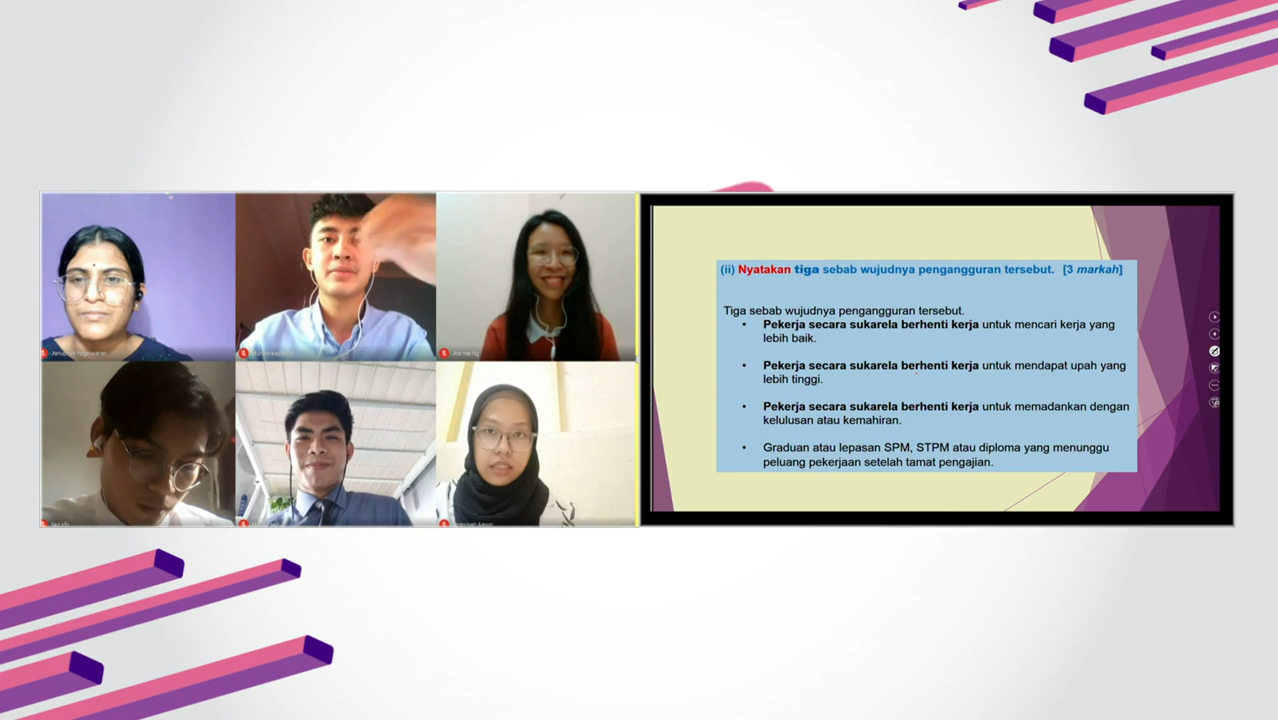 (ii) Nyatakan tiga sebab wujudnya pengangguran tersebut. [3 markah]
Tiga sebab wujudnya pengangguran tersebut.
• Pekerja secara sukarela berhenti kerja untuk mencari kerja yang
lebih baik.
• Pekerja secara sukarela berhenti kerja untuk mendapat upah yang
lebih tinggi.
• Pekerja secara sukarela berhenti kerja untuk memadankan dengan
kelulusan atau kemahiran.
• Graduan atau lepasan SPM, STPM atau diploma yang menunggu
peluang pekerjaan setelah tamat pengajian.